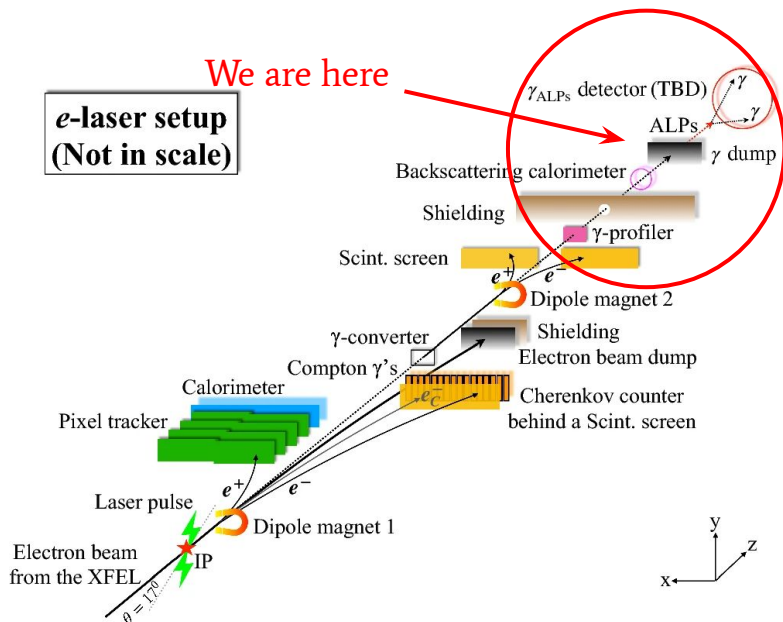 We are here
γALPs detector (TBD)
γ
γ
e-laser setup
(Not in scale)
ALPs
γ dump
Backscattering calorimeter
Shielding
γ-profiler
Scint. screen
e+
e−
Dipole magnet 2
γ-converter
Shielding
Compton γ's
Electron beam dump
Calorimeter
e−C
Cherenkov counter
behind a Scint. screen
Pixel tracker
e+
e−
Laser pulse
Dipole magnet 1
Electron beam
from the XFEL
IP
θ = 17⁰
y
z
x